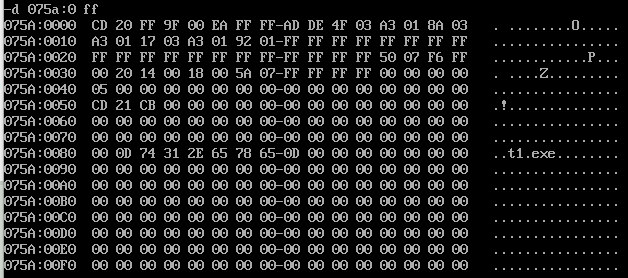 -d 075a:0 ff
075A:0000  CD 20 FF 9F 00 EA FF FF-AD DE 4F 03 A3 01 8A 03   . ........O.....
075A:0010  A3 01 17 03 A3 01 92 01-FF FF FF FF FF FF FF FF   ................
075A:0020  FF FF FF FF FF FF FF FF-FF FF FF FF 50 07 F6 FF   ............P...
075A:0030  00 20 14 00 18 00 5A 07-FF FF FF FF 00 00 00 00   . ....Z.........
075A:0040  05 00 00 00 00 00 00 00-00 00 00 00 00 00 00 00   ................
075A:0050  CD 21 CB 00 00 00 00 00-00 00 00 00 00 00 00 00   .!..............
075A:0060  00 00 00 00 00 00 00 00-00 00 00 00 00 00 00 00   ................
075A:0070  00 00 00 00 00 00 00 00-00 00 00 00 00 00 00 00   ................
075A:0080  00 0D 74 31 2E 65 78 65-0D 00 00 00 00 00 00 00   ..t1.exe........
075A:0090  00 00 00 00 00 00 00 00-00 00 00 00 00 00 00 00   ................
075A:00A0  00 00 00 00 00 00 00 00-00 00 00 00 00 00 00 00   ................
075A:00B0  00 00 00 00 00 00 00 00-00 00 00 00 00 00 00 00   ................
075A:00C0  00 00 00 00 00 00 00 00-00 00 00 00 00 00 00 00   ................
075A:00D0  00 00 00 00 00 00 00 00-00 00 00 00 00 00 00 00   ................
075A:00E0  00 00 00 00 00 00 00 00-00 00 00 00 00 00 00 00   ................
075A:00F0  00 00 00 00 00 00 00 00-00 00 00 00 00 00 00 00   ................